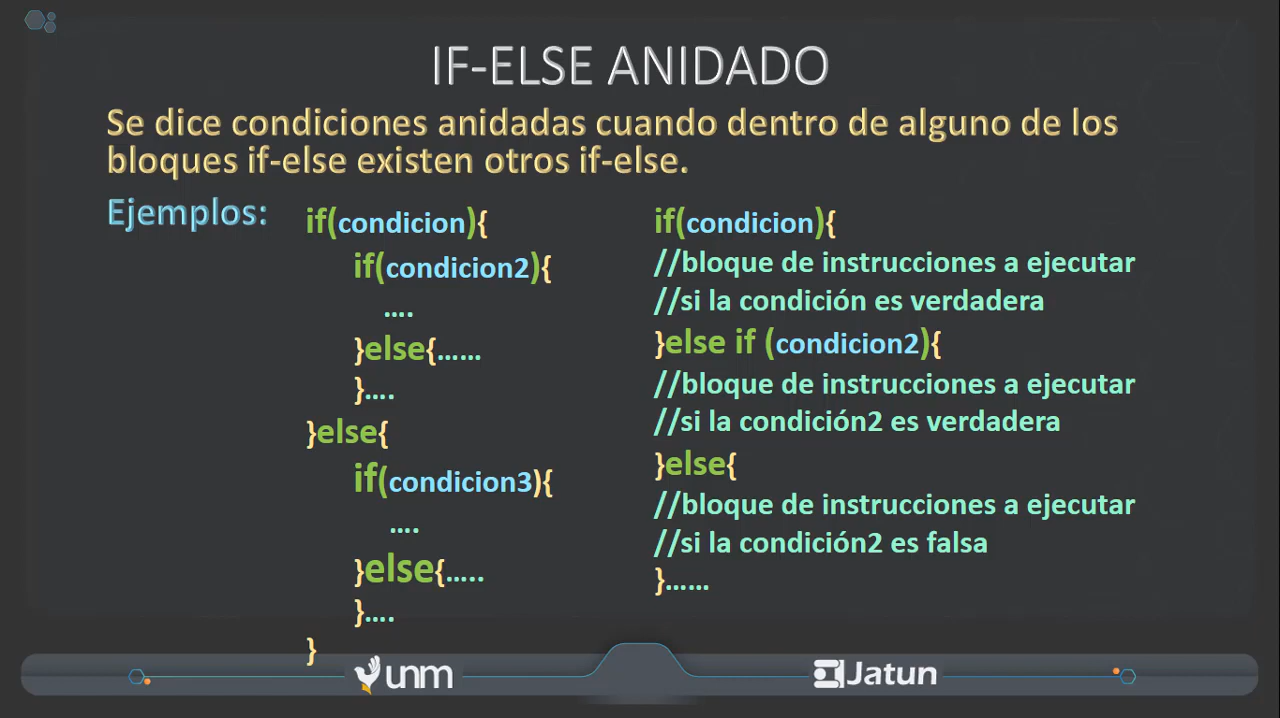 IF-ELSE ANIDADO
Se dice condiciones anidadas cuando dentro de alguno de los
bloques if-else existen otros if-else.
Ejemplos:
if(condicion){
if(condicion2){
....
}else{......
}....
}else{
if(condicion3){
....
}else{.....
}....
}
if(condicion){
//bloque de instrucciones a ejecutar
//si la condición es verdadera
}else if (condicion2){
//bloque de instrucciones a ejecutar
//si la condición2 es verdadera
}else{
//bloque de instrucciones a ejecutar
//si la condición2 es falsa
}......
unm
Jatun